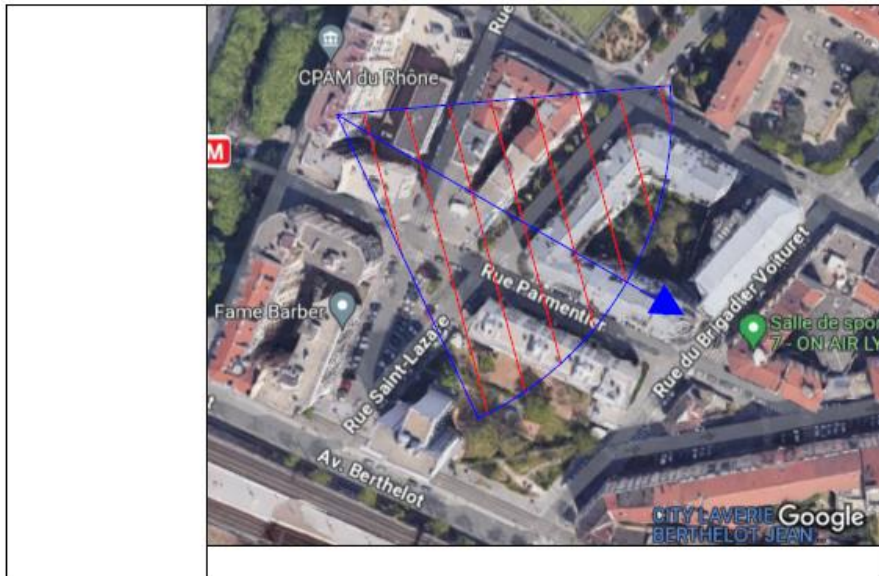 Rue
CPAM du Rhône
M
Rue Parmentier
Fame Barber
Rue Saint-Lazare
Rue du Brigadier Voituret
Salle de spor
7 - ON AIR LY
t
Av. Berthelot
CITY LAVERIE
BERTHELOT JEAN
Google